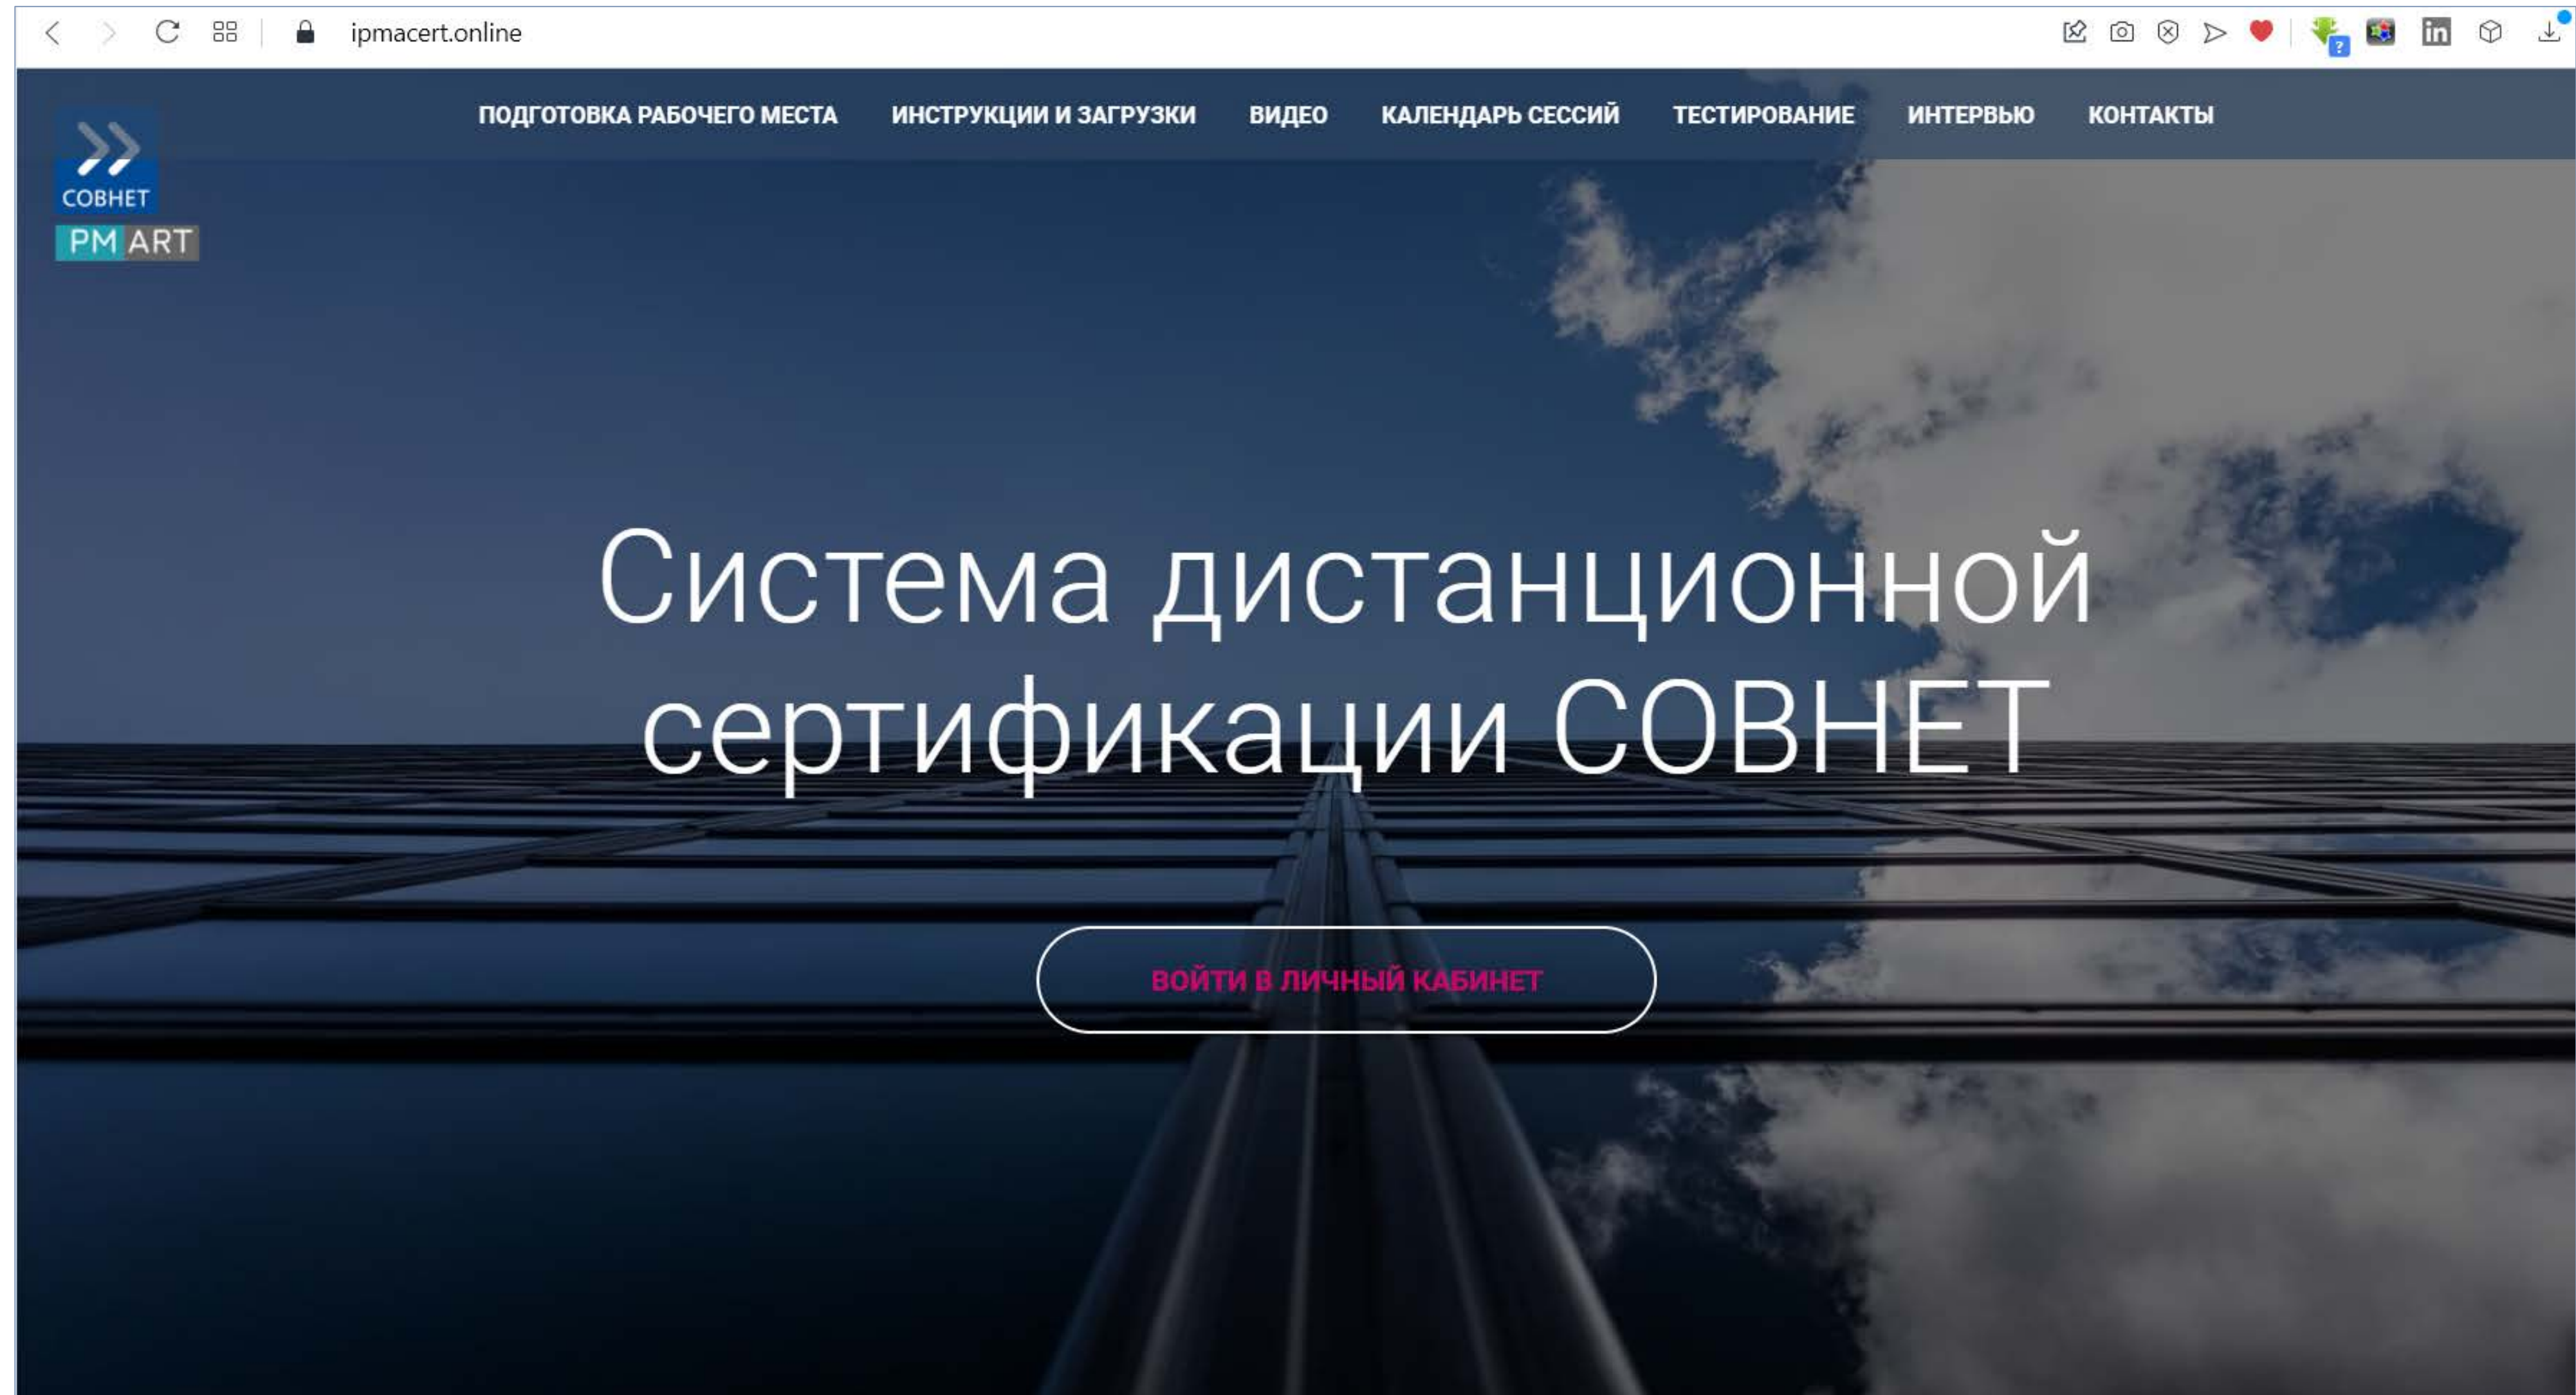 ipmacert.online
?
in
СОВНЕТ
PM ART
ПОДГОТОВКА РАБОЧЕГО МЕСТА ИНСТРУКЦИИ И ЗАГРУЗКИ ВИДЕО КАЛЕНДАРЬ СЕССИЙ ТЕСТИРОВАНИЕ ИНТЕРВЬЮ КОНТАКТЫ
Система дистанционной
сертификации СОВНЕТ
ВОЙТИ В ЛИЧНЫЙ КАБИНЕТ